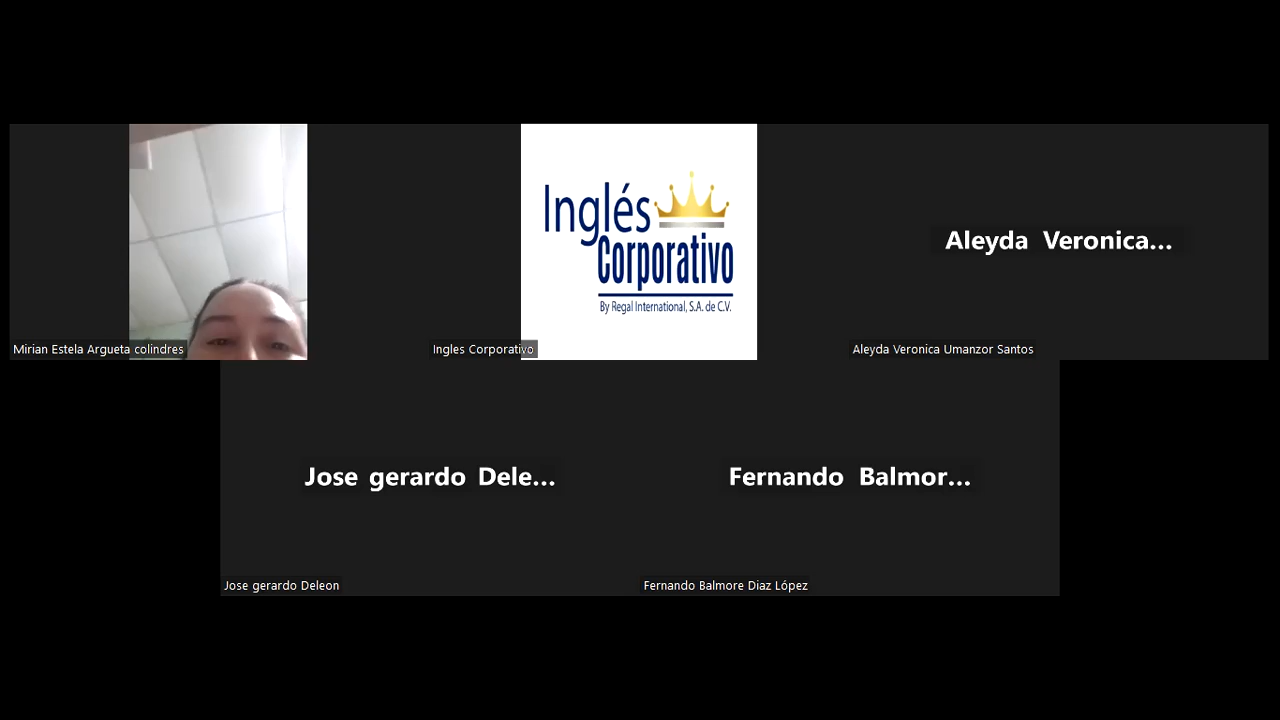 Mirian Estela Argueta colindres
Inglés
Corporativo
By Regal International, S.A. de C.V.
Ingles Corporativo
Aleyda Veronica...
Aleyda Veronica Umanzor Santos
Jose gerardo Dele...
Jose gerardo Deleon
Fernando Balmor...
Fernando Balmore Diaz López